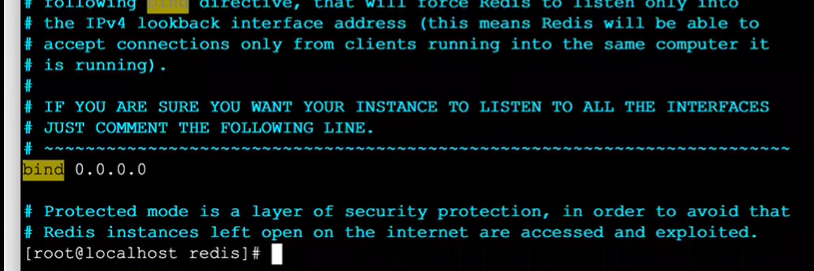 # following bind directive, that will force Redis to listen only into
# the IPv4 lookback interface address (this means Redis will be able to
# accept connections only from clients running into the same computer it
# is running).
#
# IF YOU ARE SURE YOU WANT YOUR INSTANCE TO LISTEN TO ALL THE INTERFACES
# JUST COMMENT THE FOLLOWING LINE.
# ~~~~~~~~~~~~~~~~~~~~~~~~~~~~~~~~~~~~~~~~~~~~~~~~~~~~~~~~~~~~~~~~~~~~~~~~
bind 0.0.0.0
# Protected mode is a layer of security protection, in order to avoid that
# Redis instances left open on the internet are accessed and exploited.
[root@localhost redis]#